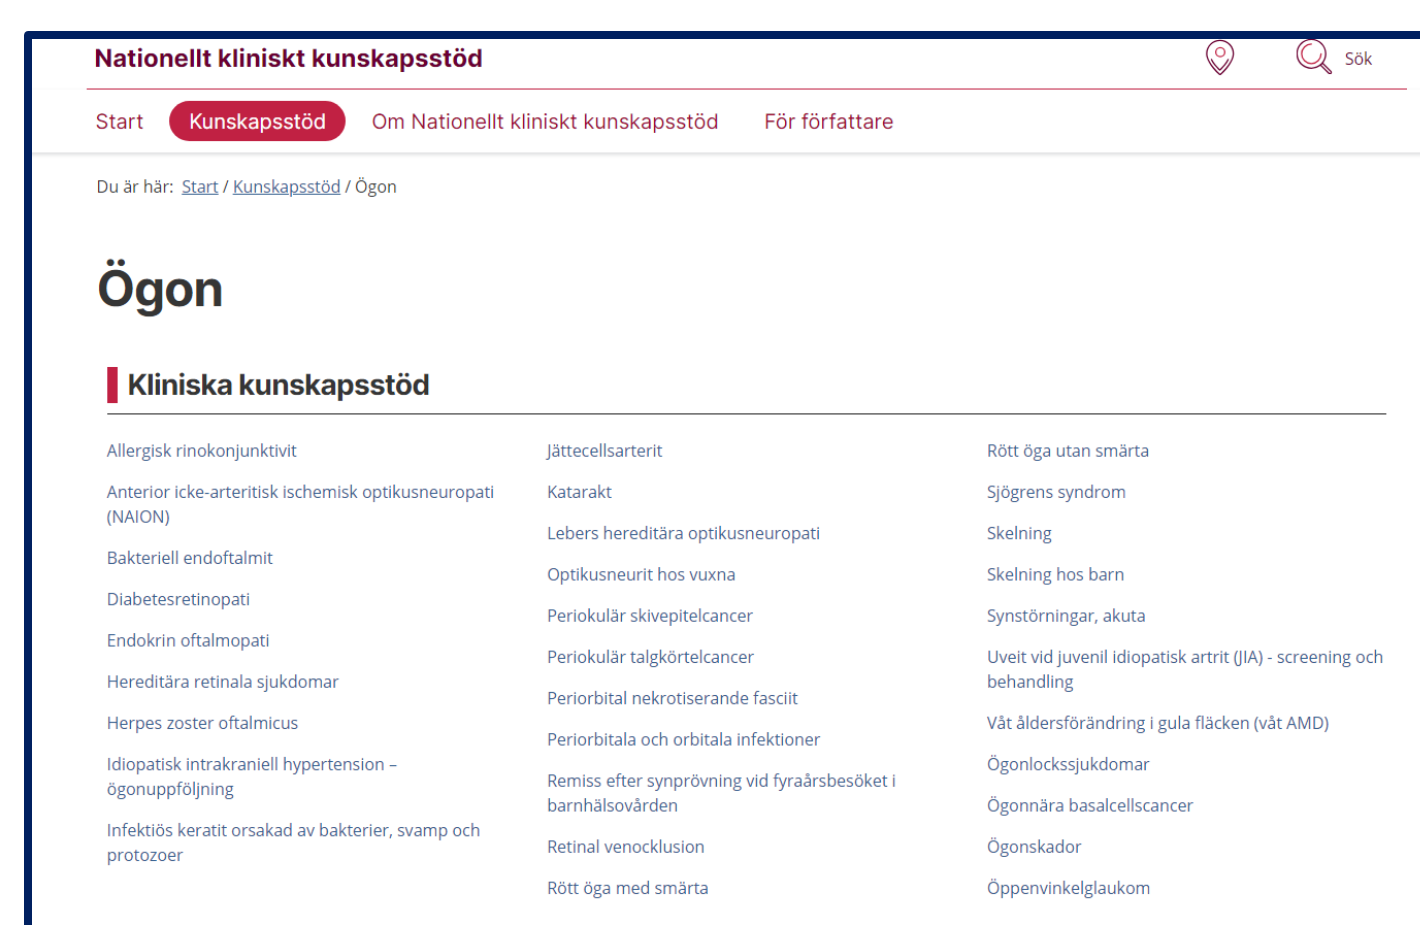 Nationellt kliniskt kunskapsstöd
Sök
Start Kunskapsstöd Om Nationellt kliniskt kunskapsstöd För författare
Du är här: Start / Kunskapsstöd / Ögon
Ögon
Kliniska kunskapsstöd
Allergisk rinokonjunktivit
Anterior icke-arteritisk ischemisk optikusneuropati
(NAION)
Bakteriell endoftalmit
Diabetesretinopati
Endokrin oftalmopati
Hereditära retinala sjukdomar
Herpes zoster oftalmicus
Idiopatisk intrakraniell hypertension –
ögonuppföljning
Infektiös keratit orsakad av bakterier, svamp och
protozoer
Jättecellsarterit
Katarakt
Lebers hereditära optikusneuropati
Optikusneurit hos vuxna
Periokulär skivepitelcancer
Periokulär talgkörtelcancer
Periorbital nekrotiserande fasciit
Periorbitala och orbitala infektioner
Remiss efter synprövning vid fyraårsbesöket i
barnhälsovården
Retinal venocklusion
Rött öga med smärta
Rött öga utan smärta
Sjögrens syndrom
Skelning
Skelning hos barn
Synstörningar, akuta
Uveit vid juvenil idiopatisk artrit (JIA) - screening och
behandling
Våt åldersförändring i gula fläcken (våt AMD)
Ögonlockssjukdomar
Ögonnära basalcellscancer
Ögonskador
Öppenvinkelglaukom